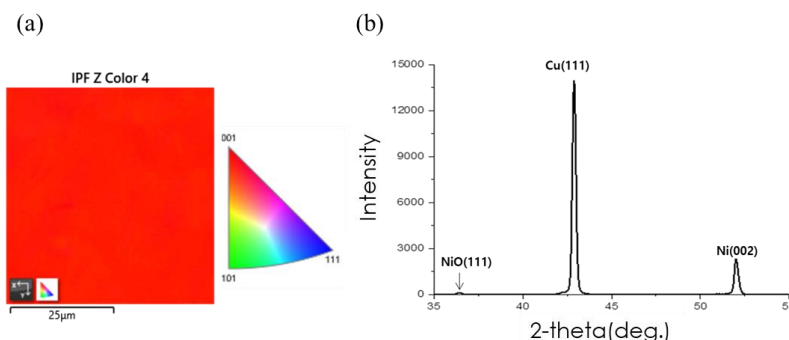 (a)
IPF Z Color 4
001
101
111
25μm
(b)
Intensity
15000
12000
9000
6000
3000
0
Cu(111)
NiO(111)
Ni(002)
35
40
45
50
2-theta(deg.)